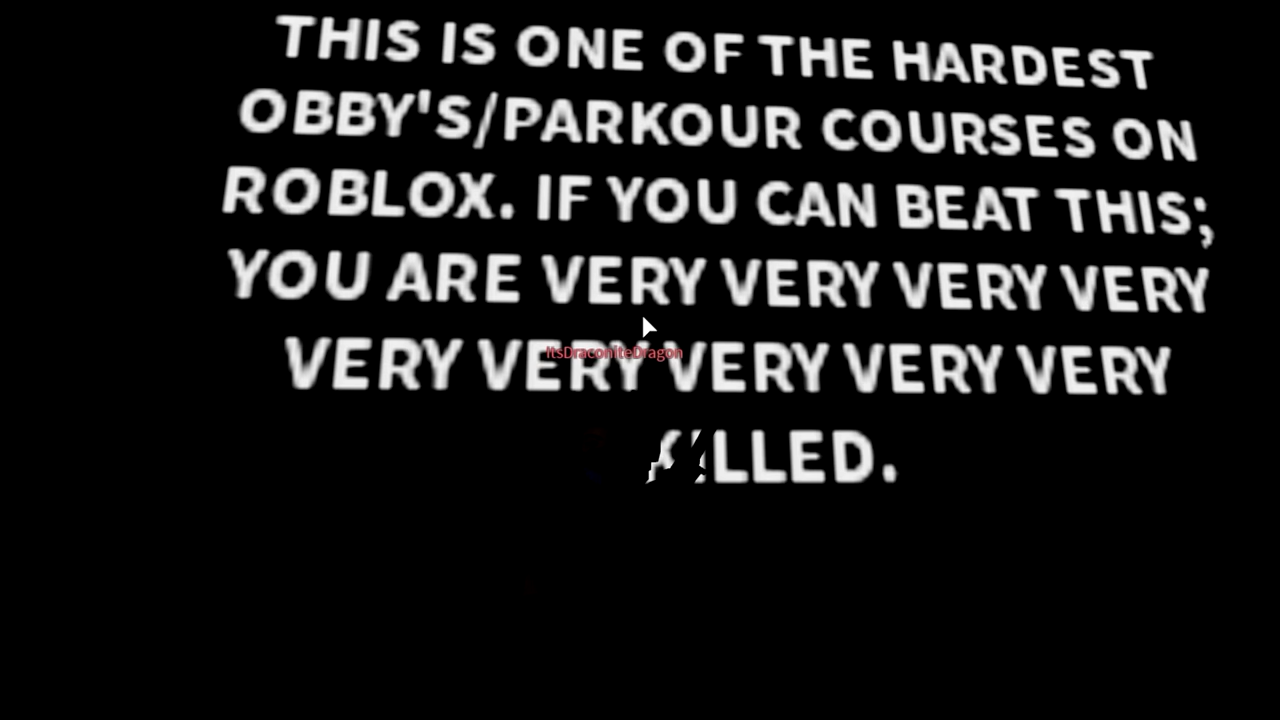 THIS IS ONE OF THE HARDEST
OBBY'S/PARKOUR COURSES ON
ROBLOX. IF YOU CAN BEAT THIS;
YOU ARE VERY VERY VERY VERY
VERY VERY VERY VERY VERY
ItsDraconiteDragon